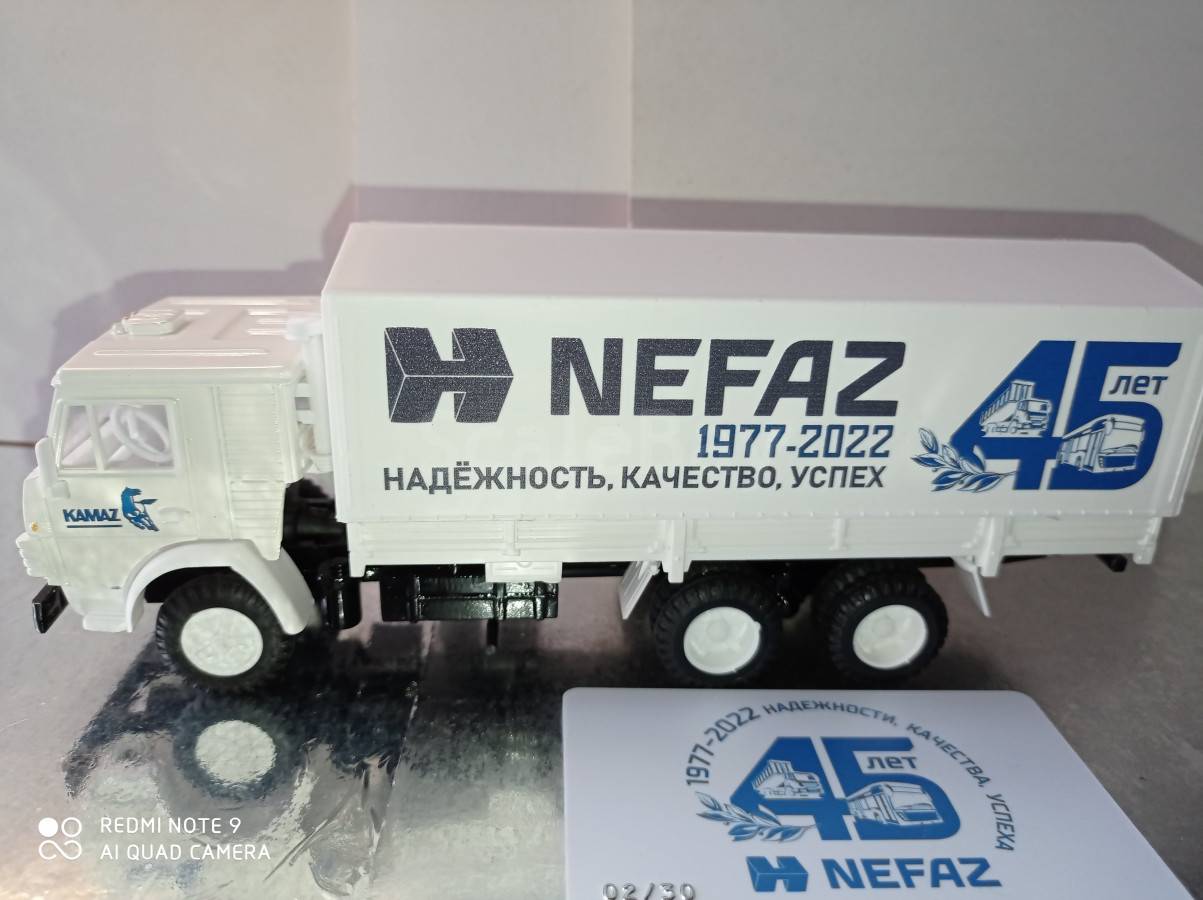 NEFAZ
1977-2022
НАДЁЖНОСТЬ, КАЧЕСТВО, УСПЕХ
45 лет
KAMAZ
1977-2022 НАДЕЖНОСТИ, КАЧЕСТВА, УСПЕХА
45 лет
NEFAZ
02/30
REDMI NOTE 9
AI QUAD CAMERA